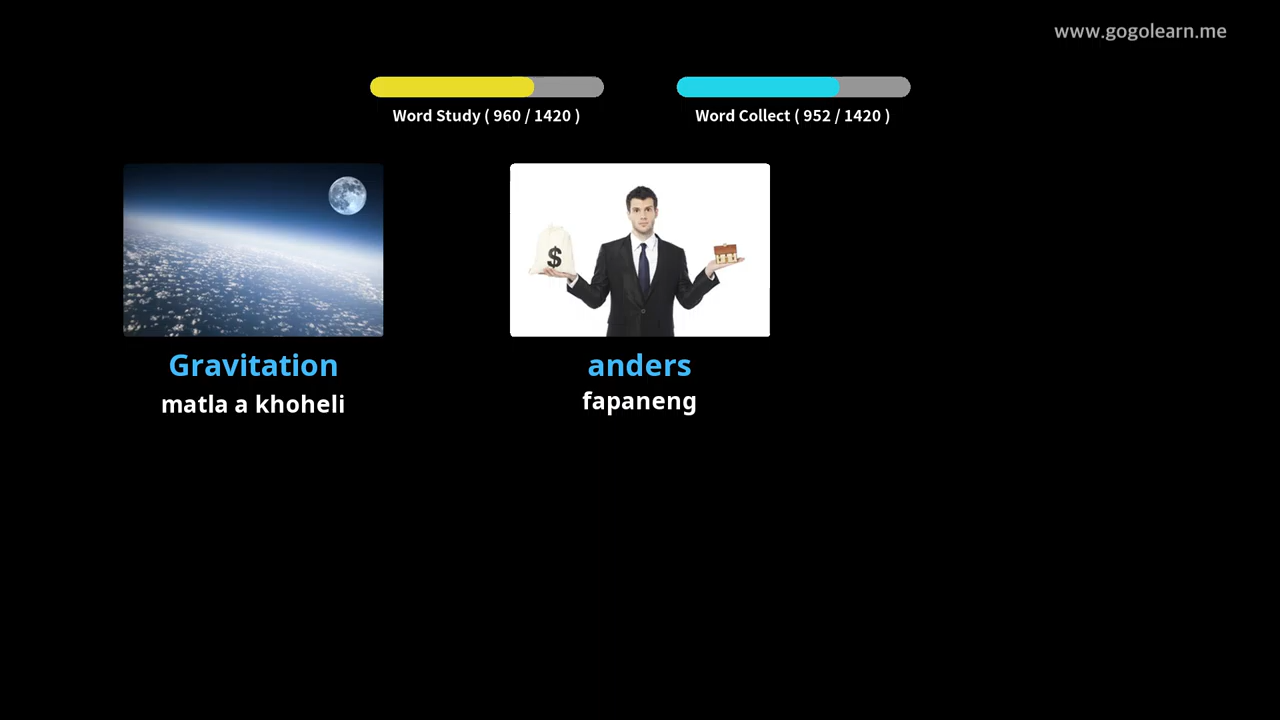 www.gogolearn.me
Word Study ( 960 / 1420 )
Word Collect ( 952 / 1420 )
$
Gravitation
matla a khoheli
anders
fapaneng